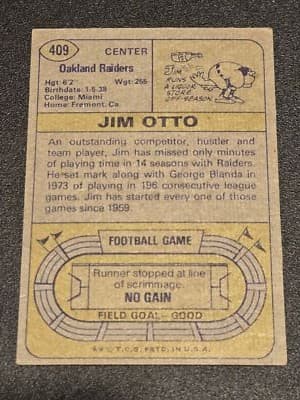 409
CENTER
Oakland Raiders
Hgt: 6'2" Wgt: 255
Birthdate: 1-5-38
College: Miami
Home: Fremont, Ca.
JIM RUNS A LIQUOR STORE OFF-SEASON
JIM OTTO
An outstanding competitor, hustler and
team player, Jim has missed only minutes
of playing time in 14 seasons with Raiders.
He set mark along with George Blanda in
1973 of playing in 196 consecutive league
games. Jim has started every one of those
games since 1959.
FOOTBALL GAME
Runner stopped at line
of scrimmage.
NO GAIN
FIELD GOAL—GOOD
T.C.G. PRTD. IN U.S.A.